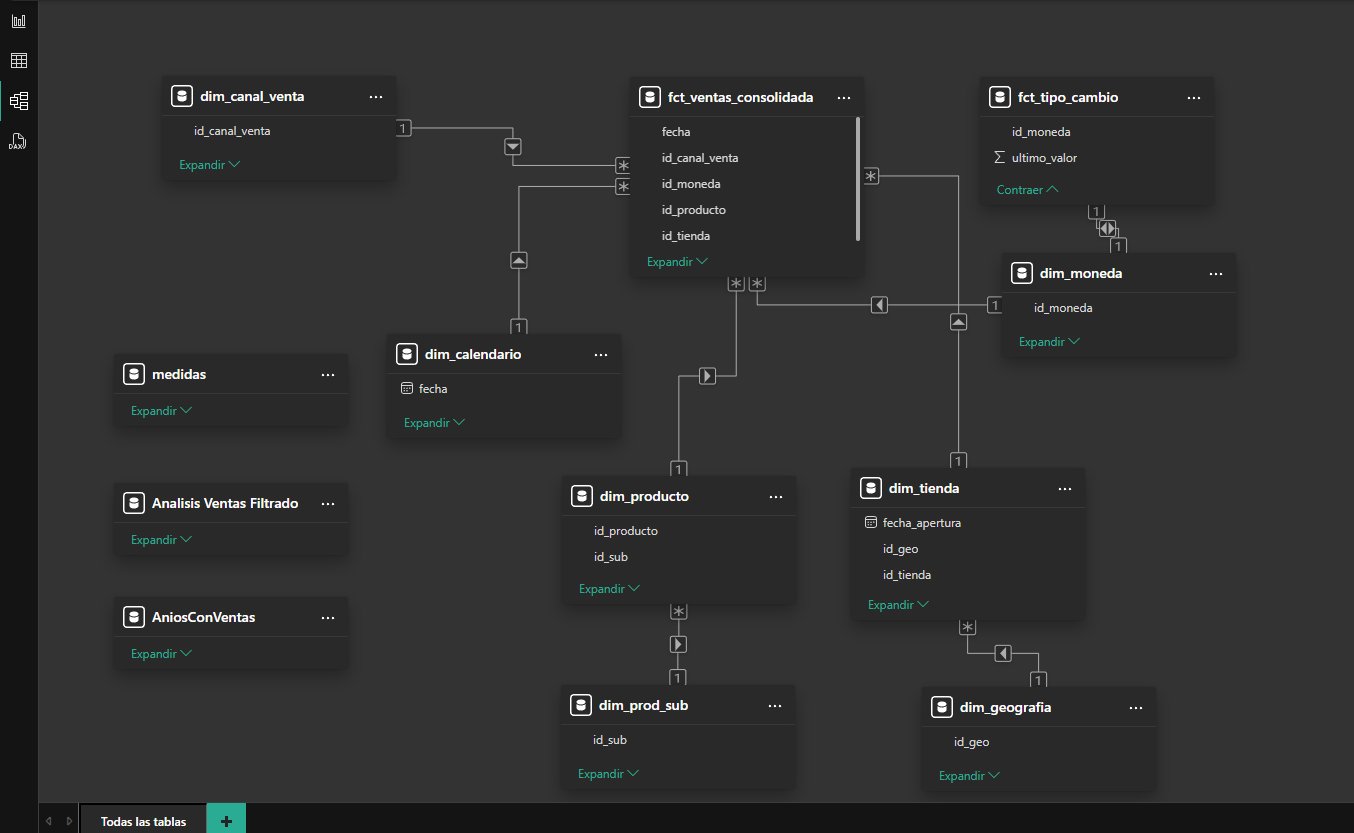 DAX
dim_canal_venta
id_canal_venta
Expandir
1
*
fct_ventas_consolidada
fecha
id_canal_venta
id_moneda
id_producto
id_tienda
Expandir
*
*
*
*
fct_tipo_cambio
id_moneda
Σ ultimo_valor
Contraer
1
1
dim_moneda
id_moneda
Expandir
1
1
dim_calendario
fecha
Expandir
medidas
Expandir
Analisis Ventas Filtrado
Expandir
AniosConVentas
Expandir
1
dim_producto
id_producto
id_sub
Expandir
*
1
dim_prod_sub
id_sub
Expandir
1
dim_tienda
fecha_apertura
id_geo
id_tienda
Expandir
*
1
dim_geografia
id_geo
Expandir
Todas las tablas
+